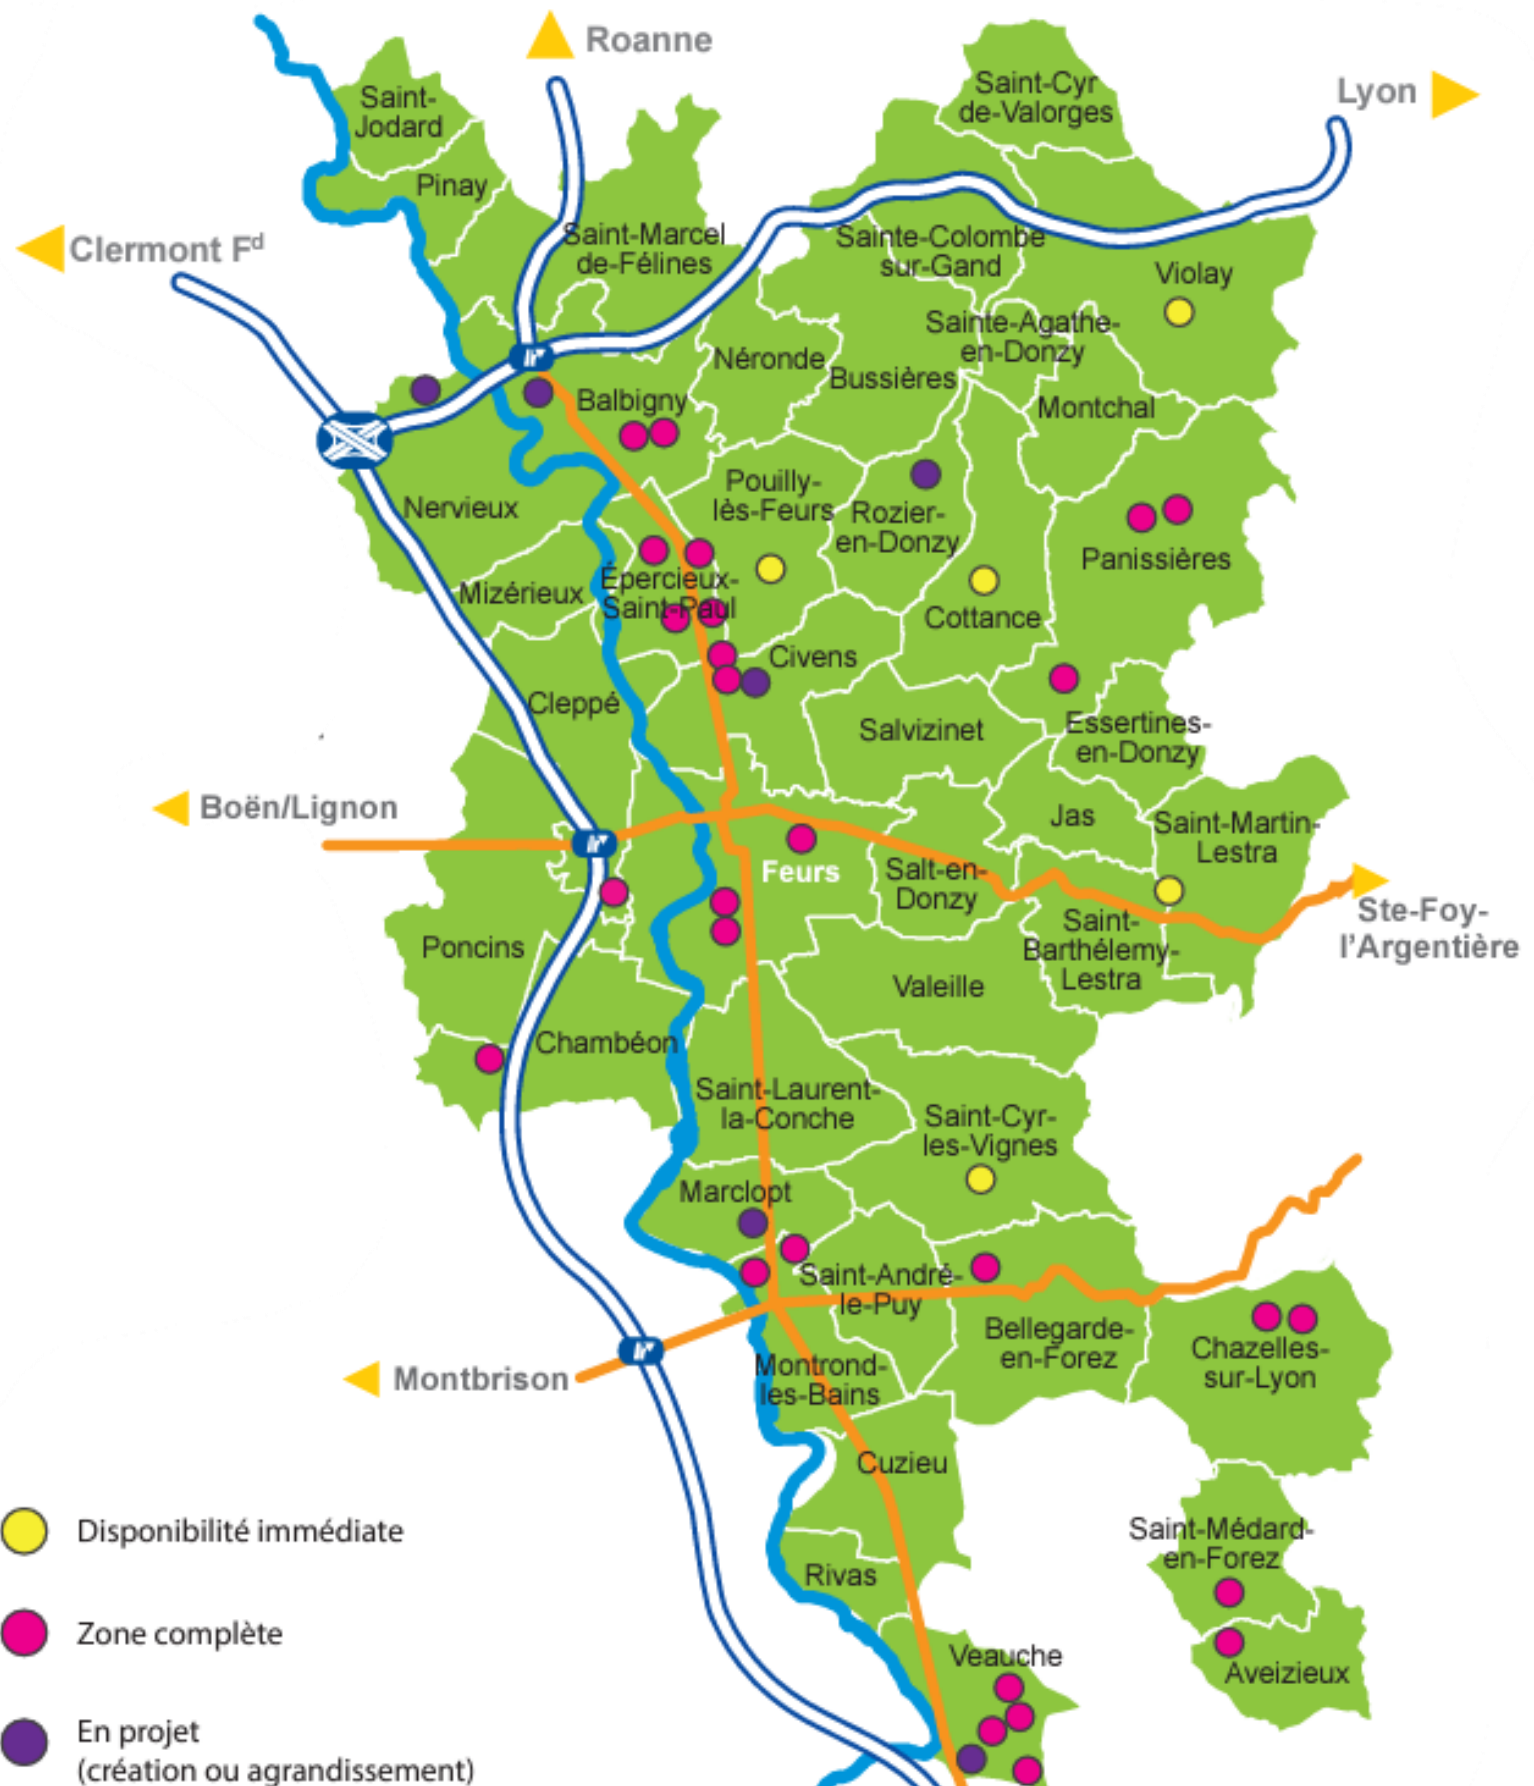 Roanne
Saint-Cyr
de-Valorges
Lyon
Saint-
Jodard
Pinay
Clermont Fd
Saint-Marcel
de-Félines
Sainte-Colombe
sur-Gand
Violay
Sainte-Agathe-
en-Donzy
Néronde
Bussières
Balbigny
Montchal
Nervieux
Pouilly-
lès-Feurs
Rozier-
en-Donzy
Panissières
Mizérieux
Épercieux-
Saint-Paul
Cottance
Civens
Cleppé
Salvizinet
Essertines-
en-Donzy
Boën/Lignon
Jas
Saint-Martin-
Lestra
Feurs
Salt-en-
Donzy
Ste-Foy-
l'Argentière
Saint-
Barthélemy-
Lestra
Poncins
Valeille
Chambéon
Saint-Laurent-
la-Conche
Saint-Cyr-
les-Vignes
Marclopt
Saint-André-
le-Puy
Bellegarde-
en-Forez
Chazelles-
sur-Lyon
Montbrison
Montrond-
les-Bains
Cuzieu
Saint-Médard-
en-Forez
Rivas
Veauche
Aveizieux
Disponibilité immédiate
Zone complète
En projet
(création ou agrandissement)